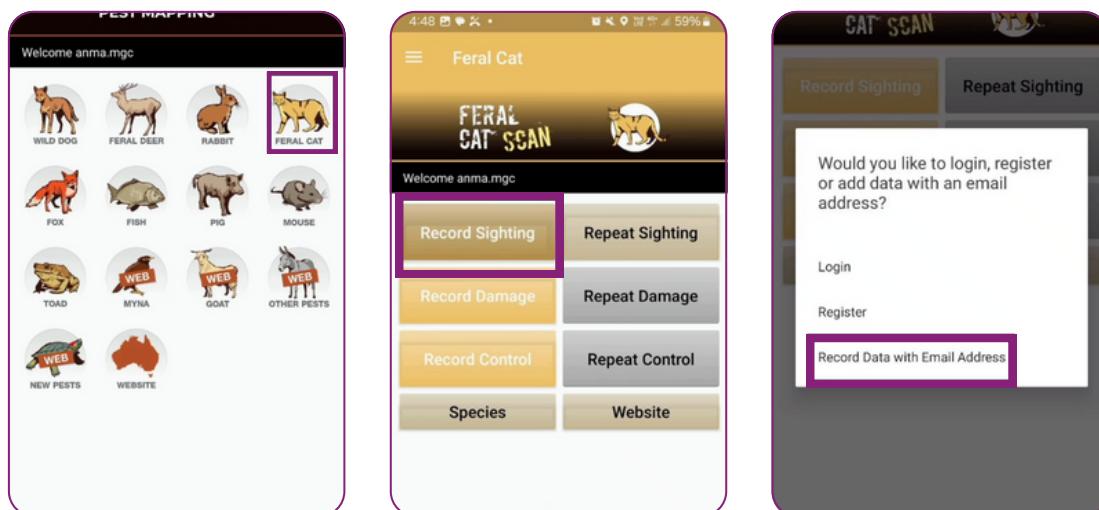 PEST MAPPING
Welcome anma.mgc
WILD DOG
FERAL DEER
RABBIT
FERAL CAT
FOX
FISH
PIG
MOUSE
TOAD
WEB
MYNA
WEB
GOAT
WEB
OTHER PESTS
WEB
NEW PESTS
WEBSITE
4:48
59%
Feral Cat
FERAL
CAT SCAN
Welcome anma.mgc
Record Sighting
Repeat Sighting
Record Damage
Repeat Damage
Record Control
Repeat Control
Species
Website
CAT SCAN
Record Sighting
Repeat Sighting
Would you like to login, register
or add data with an email
address?
Login
Register
Record Data with Email Address